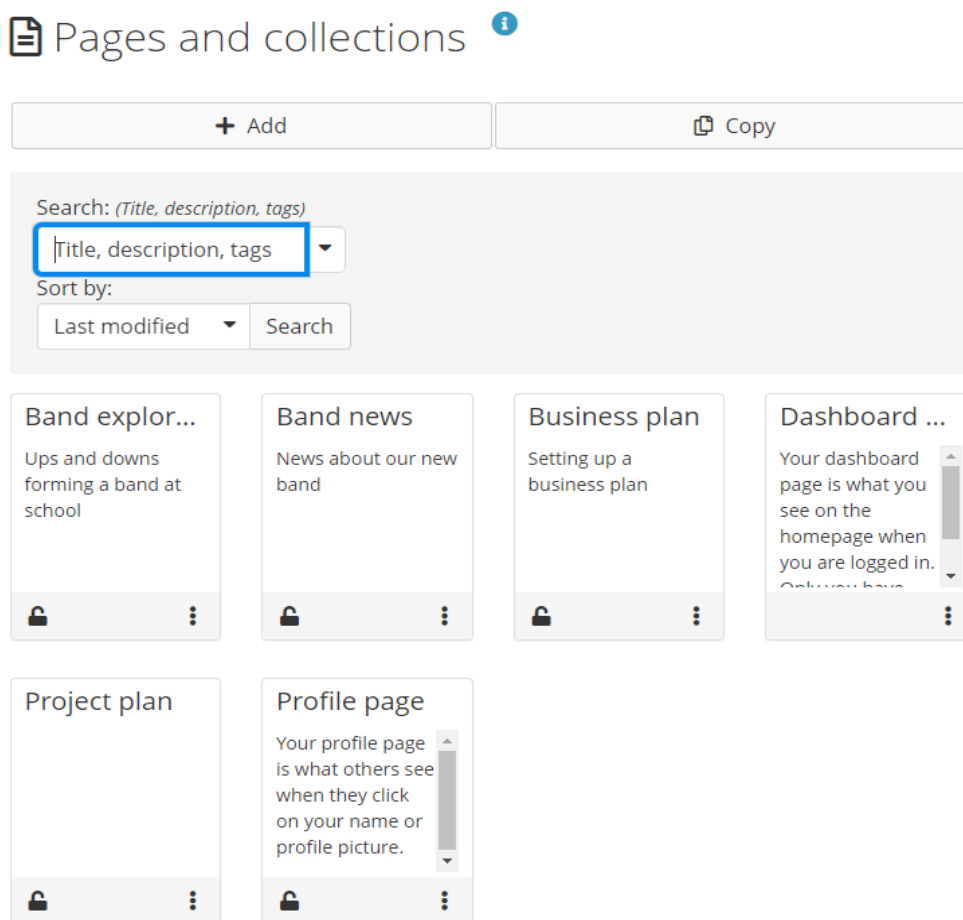 Pages and collections
Add
Copy
Search: (Title, description, tags)
Title, description, tags
Sort by:
Last modified
Search
Band explor...
Ups and downs
forming a band at
school
Band news
News about our new
band
Business plan
Setting up a
business plan
Dashboard ...
Your dashboard
page is what you
see on the
homepage when
you are logged in.
Only you have
Project plan
Profile page
Your profile page
is what others see
when they click
on your name or
profile picture.